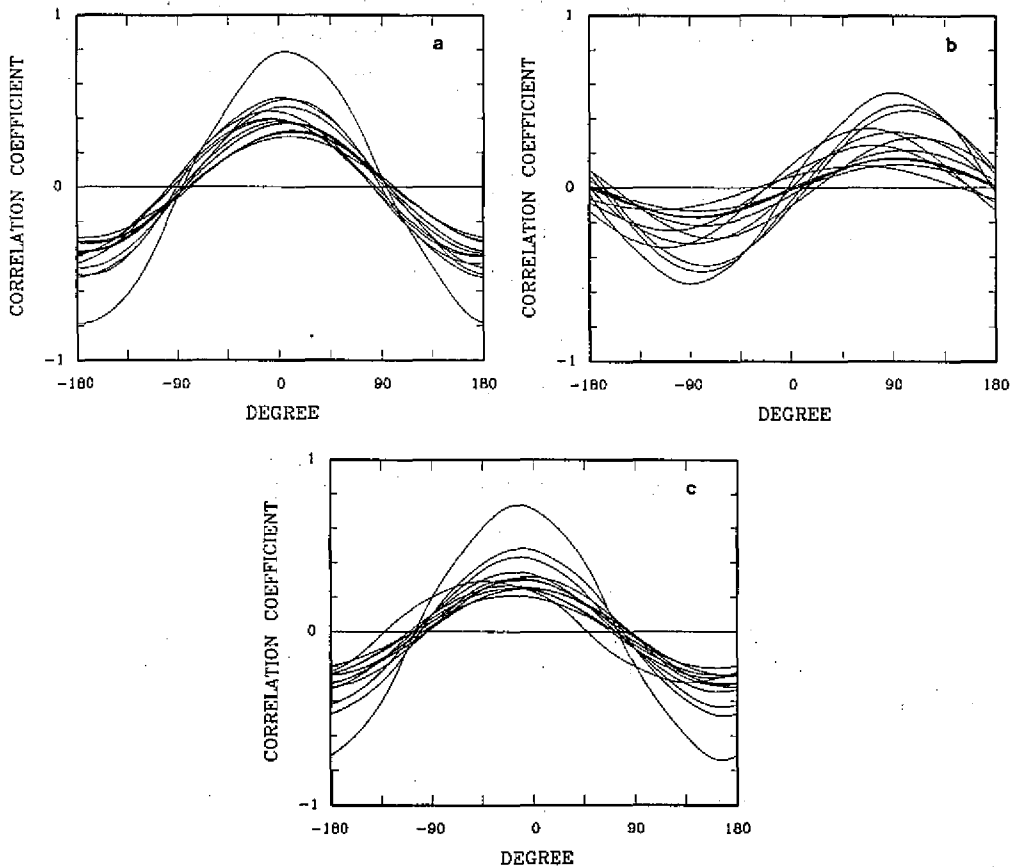 1
a
CORRELATION COEFFICIENT
0
-1
-180 -90 0 90 180
DEGREE
1
b
CORRELATION COEFFICIENT
0
-1
-180 -90 0 90 180
DEGREE
1
c
CORRELATION COEFFICIENT
0
-1
-180 -90 0 90 180
DEGREE